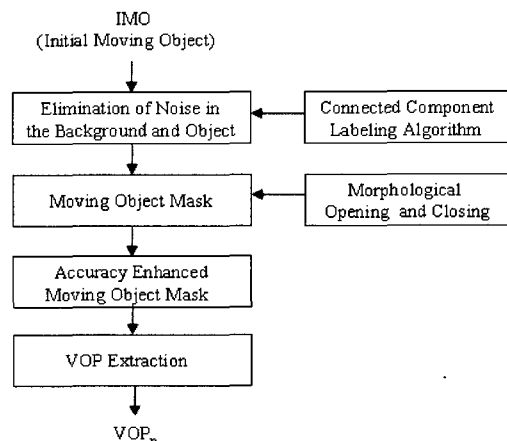 IMO
(Initial Moving Object)
Elimination of Noise in
the Background and Object
Connected Component
Labeling Algorithm
Moving Object Mask
Morphological
Opening and Closing
Accuracy Enhanced
Moving Object Mask
VOP Extraction
VOPn